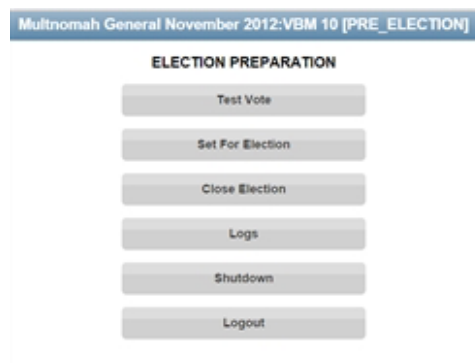 Multnomah General November 2012:VBM 10 [PRE_ELECTION]
ELECTION PREPARATION
Test Vote
Set For Election
Close Election
Logs
Shutdown
Logout